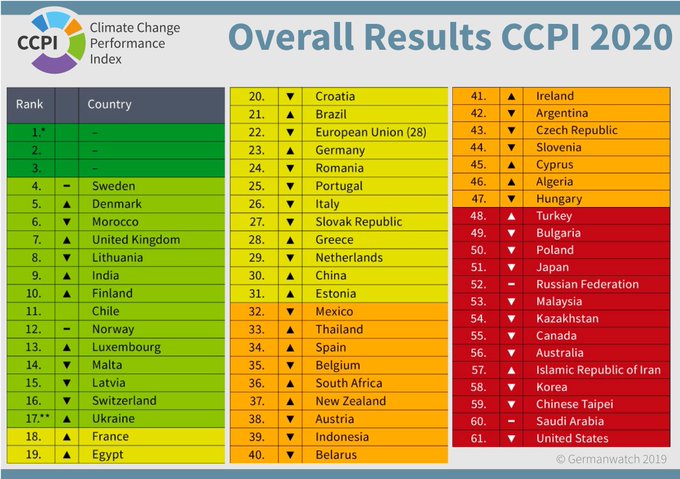 CCPI
Climate Change
Performance
Index
Overall Results CCPI 2020
Rank Country
1.* –
2. –
3. –
4. – Sweden
5. ▲ Denmark
6. ▼ Morocco
7. ▲ United Kingdom
8. ▼ Lithuania
9. ▲ India
10. ▲ Finland
11. Chile
12. – Norway
13. ▲ Luxembourg
14. ▼ Malta
15. ▼ Latvia
16. ▼ Switzerland
17.** ▲ Ukraine
18. ▲ France
19. ▲ Egypt
20. ▼ Croatia
21. ▲ Brazil
22. ▼ European Union (28)
23. ▲ Germany
24. ▼ Romania
25. ▼ Portugal
26. ▼ Italy
27. ▼ Slovak Republic
28. ▲ Greece
29. ▼ Netherlands
30. ▲ China
31. ▲ Estonia
32. ▼ Mexico
33. ▲ Thailand
34. ▲ Spain
35. ▼ Belgium
36. ▲ South Africa
37. ▲ New Zealand
38. ▼ Austria
39. ▼ Indonesia
40. ▼ Belarus
41. ▲ Ireland
42. ▼ Argentina
43. ▼ Czech Republic
44. ▼ Slovenia
45. ▲ Cyprus
46. ▲ Algeria
47. ▼ Hungary
48. ▲ Turkey
49. ▼ Bulgaria
50. ▼ Poland
51. ▼ Japan
52. – Russian Federation
53. ▼ Malaysia
54. ▼ Kazakhstan
55. ▼ Canada
56. ▼ Australia
57. ▲ Islamic Republic of Iran
58. ▼ Korea
59. ▼ Chinese Taipei
60. – Saudi Arabia
61. ▼ United States
© Germanwatch 2019